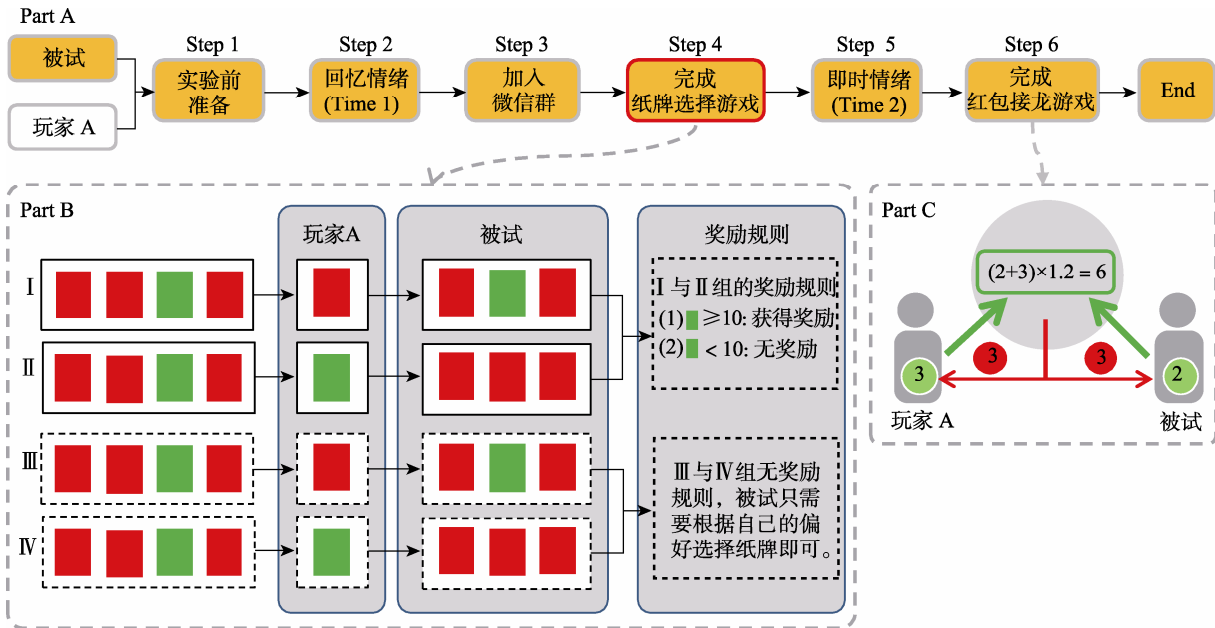 Part A
被试
玩家 A
Step 1
实验前
准备
Step 2
回忆情绪
(Time 1)
Step 3
加入
微信群
Step 4
完成
纸牌选择游戏
Step 5
即时情绪
(Time 2)
Step 6
完成
红包接龙游戏
End
Part B
玩家A
被试
奖励规则
Ⅰ
Ⅱ
Ⅲ
Ⅳ
Ⅰ与Ⅱ组的奖励规则
(1) ≥10: 获得奖励
(2) < 10: 无奖励
Ⅲ与Ⅳ组无奖励
规则，被试只需
要根据自己的偏
好选择纸牌即可。
Part C
(2+3)×1.2 = 6
3
3
3
2
玩家 A
被试